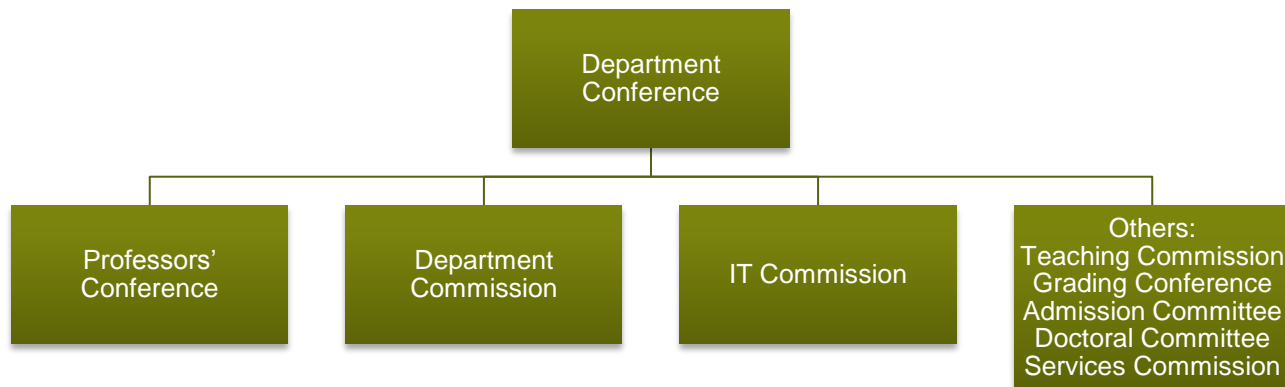 Department
Conference
Professors’
Conference
Department
Commission
IT Commission
Others:
Teaching Commission
Grading Conference
Admission Committee
Doctoral Committee
Services Commission